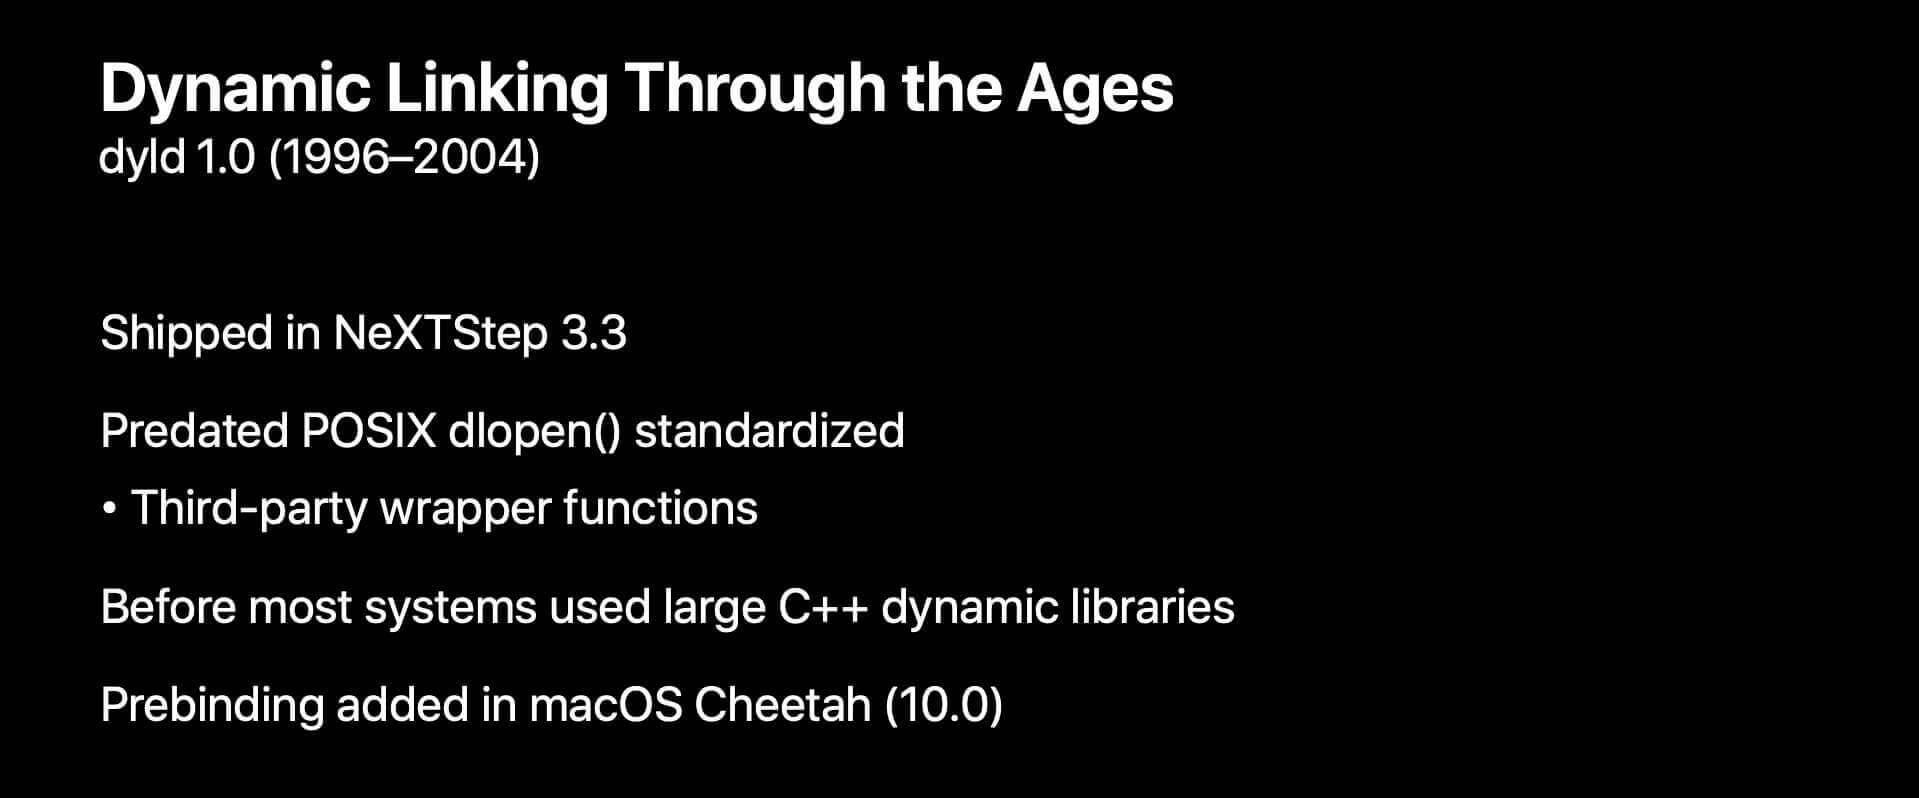 Dynamic Linking Through the Ages
dyld 1.0 (1996–2004)
Shipped in NeXTStep 3.3
Predated POSIX dlopen() standardized
• Third-party wrapper functions
Before most systems used large C++ dynamic libraries
Prebinding added in macOS Cheetah (10.0)